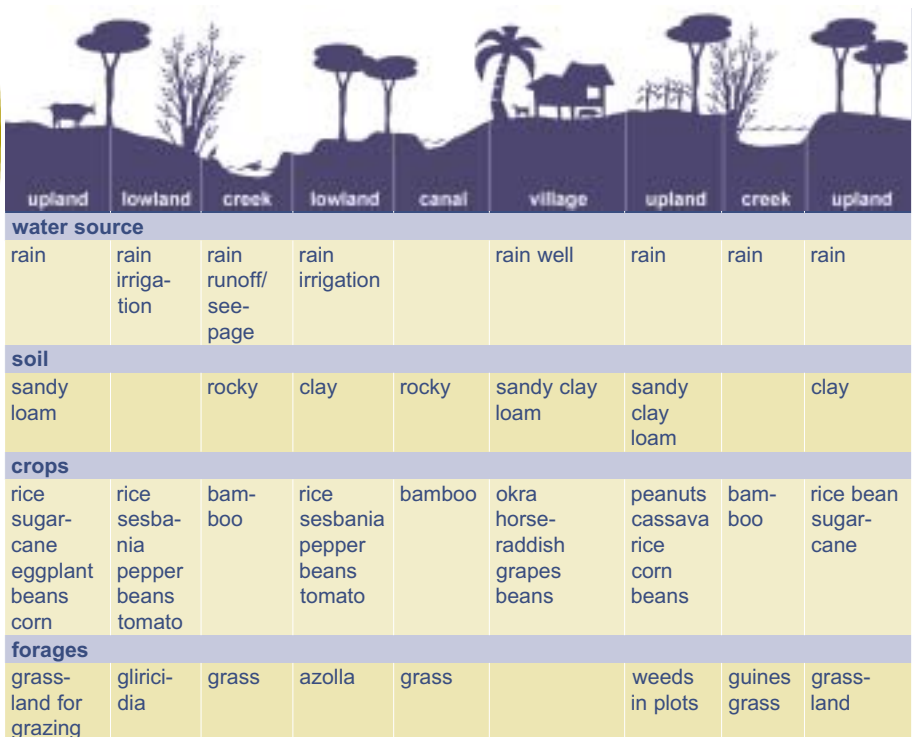 upland lowland creek lowland canal village upland creek upland
water source
rain rain rain rain rain well rain rain rain
irriga- runoff/ irrigation
tion see-
page
soil
sandy rocky clay rocky sandy clay sandy clay
loam loam clay
loam
crops
rice rice bam- rice bamboo okra peanuts bam- rice bean
sugar- sesba- boo sesbania horse- cassava boo sugar-
cane nia pepper raddish rice cane
eggplant pepper beans grapes corn
beans beans tomato beans beans
corn tomato
forages
grass- glirici- grass azolla grass weeds guines grass-
land for dia in plots grass land
grazing